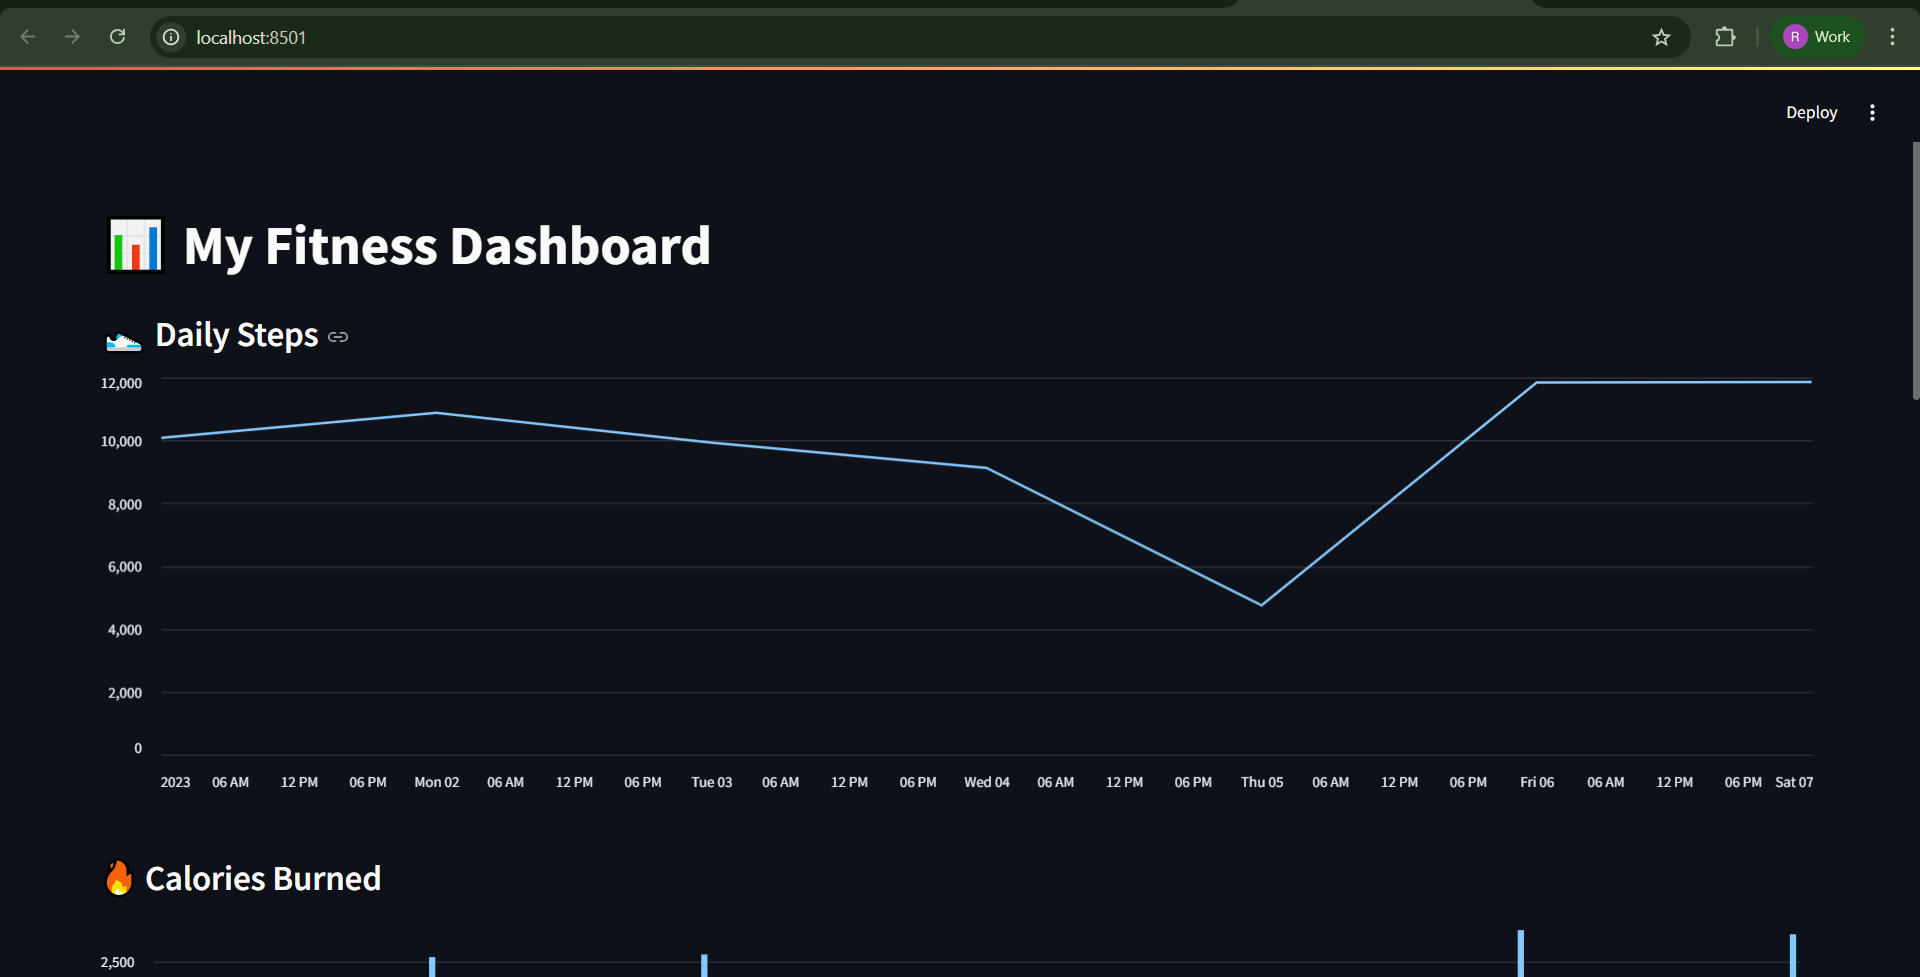 localhost:8501
R Work
Deploy
My Fitness Dashboard
Daily Steps
12,000
10,000
8,000
6,000
4,000
2,000
0
2023 06 AM 12 PM 06 PM Mon 02 06 AM 12 PM 06 PM Tue 03 06 AM 12 PM 06 PM Wed 04 06 AM 12 PM 06 PM Thu 05 06 AM 12 PM 06 PM Fri 06 06 AM 12 PM 06 PM Sat 07
Calories Burned
2,500